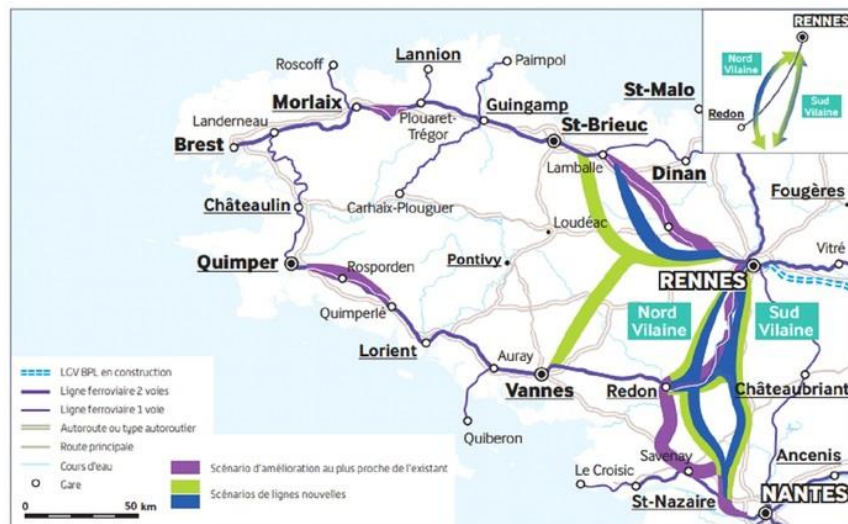 RENNES
Nord
Vilaine
Redon
Sud
Vilaine
Roscoff
Lannion
Paimpol
Morlaix
Landerneau
Plouaret-
Trégor
Guingamp
St-Malo
Brest
St-Brieuc
Lamballe
Dinan
Fougères
Châteaulin
Carhaix-Plouguer
Loudéac
Vitré
Quimper
Rosporden
Pontivy
RENNES
Quimperlé
Nord
Vilaine
Sud
Vilaine
Lorient
Auray
Vannes
Redon
Châteaubriant
Quiberon
Savenay
Ancenis
Le Croisic
St-Nazaire
NANTES
LGV BPL en construction
Ligne ferroviaire 2 voies
Ligne ferroviaire 1 voie
Autoroute ou type autoroutier
Route principale
Cours d'eau
Gare
0 50 km
Scénario d'amélioration au plus proche de l'existant
Scénarios de lignes nouvelles